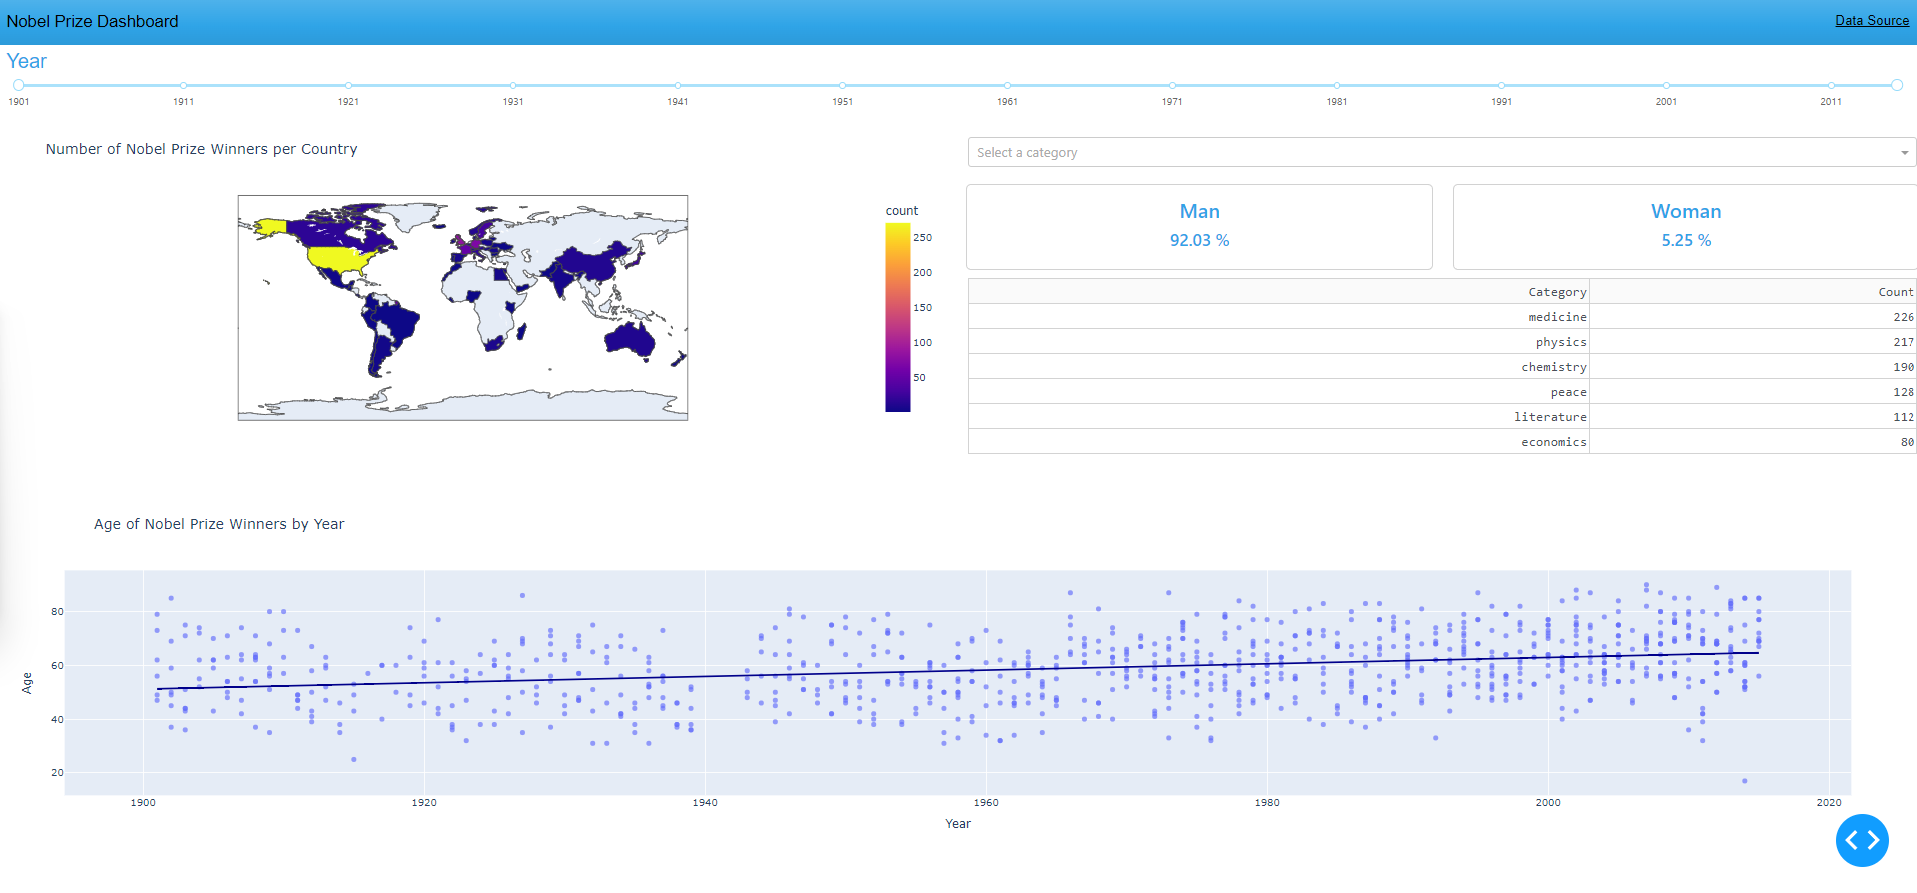 Nobel Prize Dashboard
Data Source
Year
1901 1911 1921 1931 1941 1951 1961 1971 1981 1991 2001 2011
Number of Nobel Prize Winners per Country
count
250
200
150
100
50
Select a category
Man
92.03 %
Woman
5.25 %
Category Count
medicine 226
physics 217
chemistry 190
peace 128
literature 112
economics 80
Age of Nobel Prize Winners by Year
Age
80
60
40
20
1900 1920 1940 1960 1980 2000 2020
Year